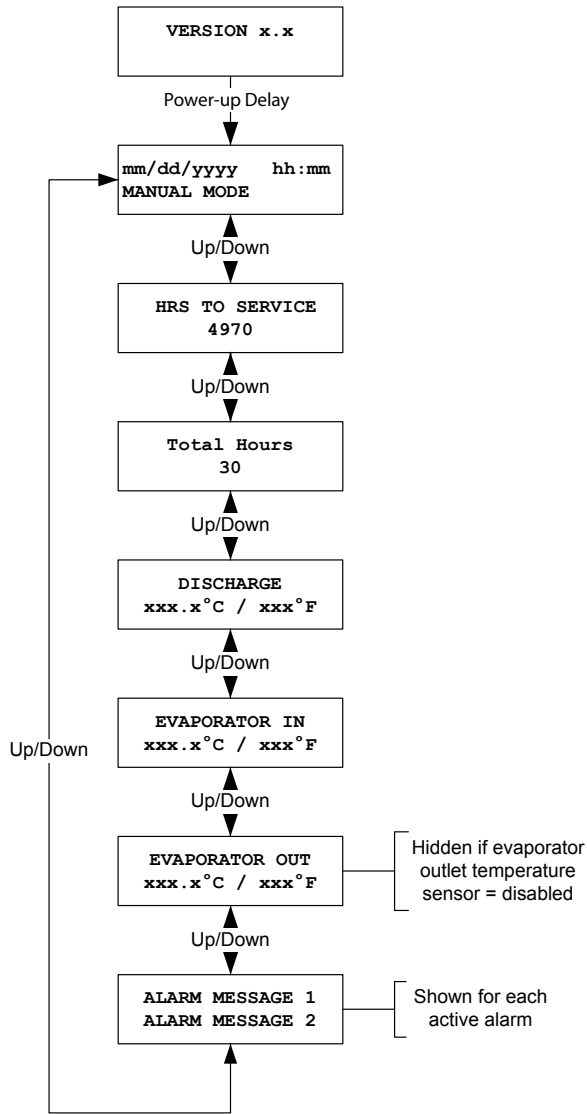 VERSION x.x
Power-up Delay
mm/dd/yyyy hh:mm
MANUAL MODE
Up/Down
HRS TO SERVICE
4970
Up/Down
Total Hours
30
Up/Down
DISCHARGE
xxx.x°C / xxx°F
Up/Down
EVAPORATOR IN
xxx.x°C / xxx°F
Up/Down
Up/Down
EVAPORATOR OUT
xxx.x°C / xxx°F
Hidden if evaporator
outlet temperature
sensor = disabled
Up/Down
ALARM MESSAGE 1
ALARM MESSAGE 2
Shown for each
active alarm